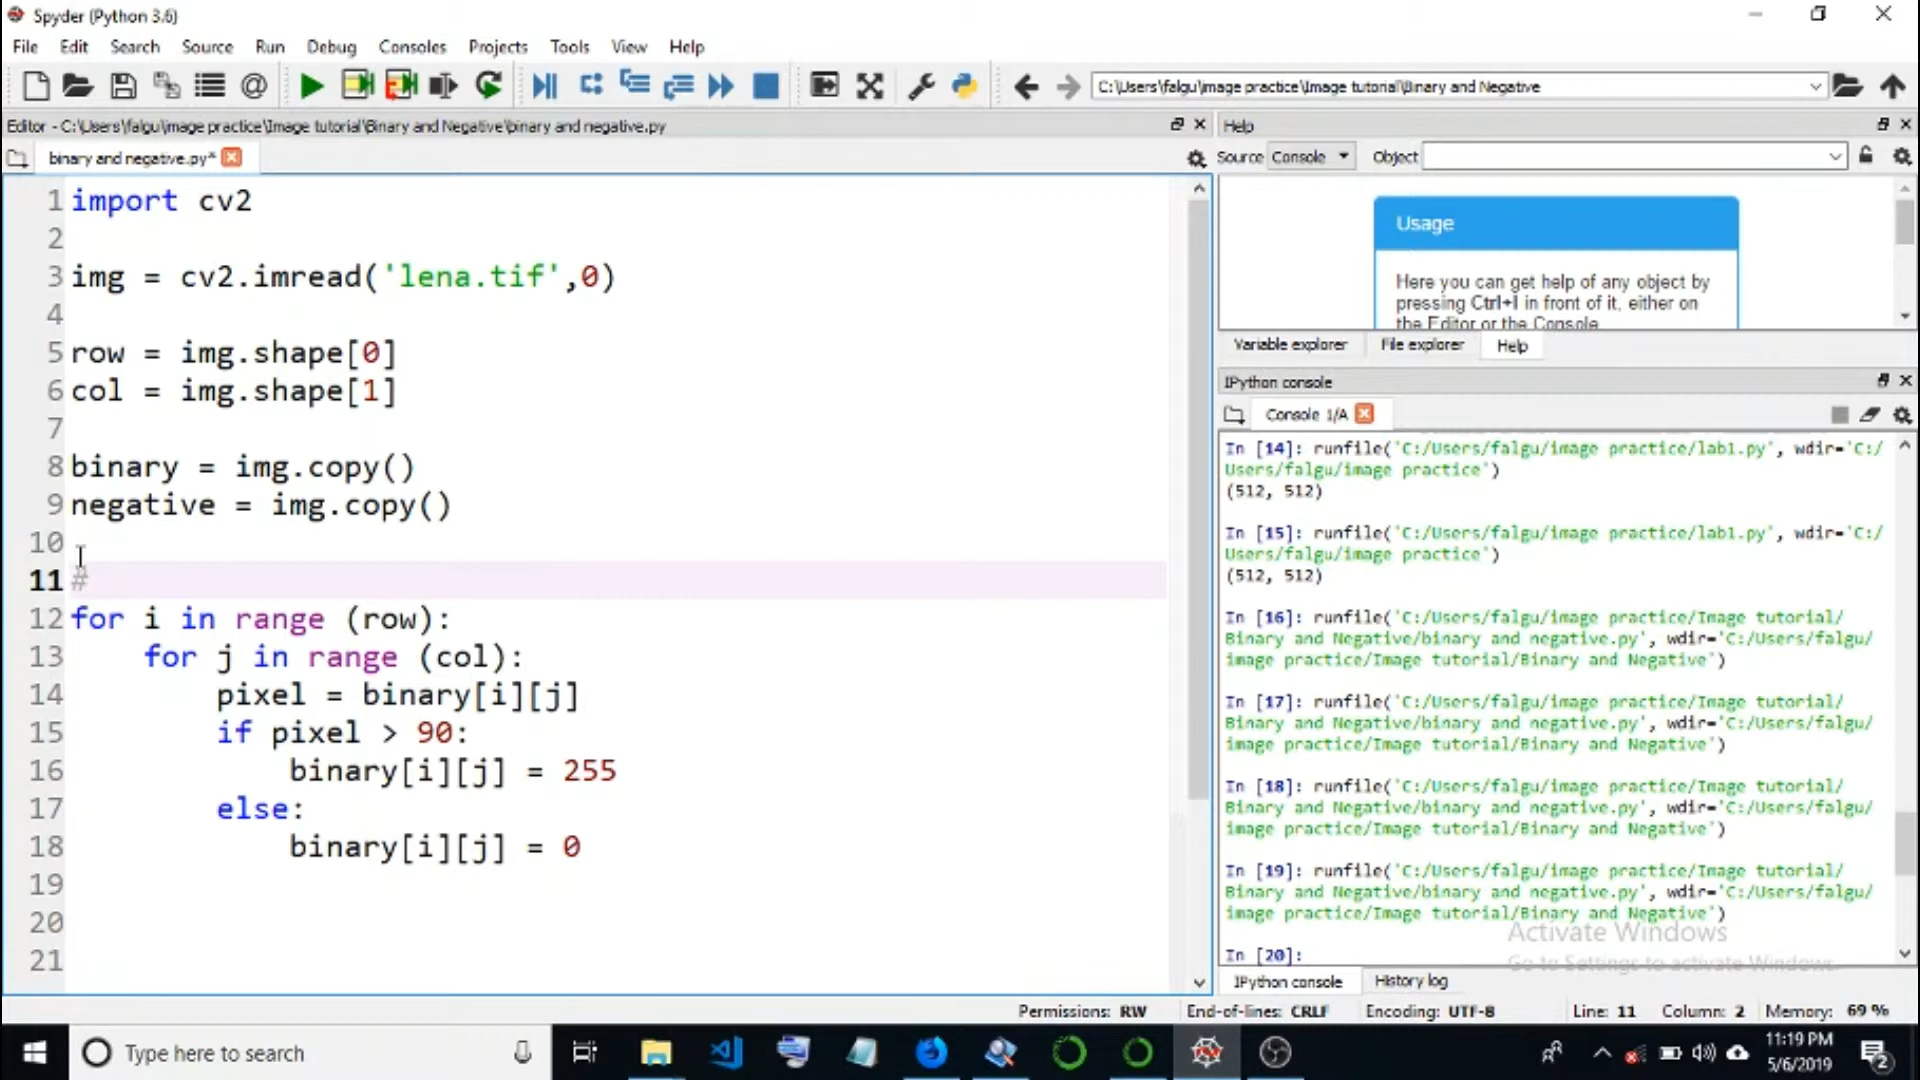 Spyder (Python 3.6)
File Edit Search Source Run Debug Consoles Projects Tools View Help
C:\Users\falgu\image practice\Image tutorial\Binary and Negative
Editor - C:\Users\falgu\image practice\Image tutorial\Binary and Negative\binary and negative.py
binary and negative.py*
1 import cv2
2
3 img = cv2.imread('lena.tif',0)
4
5 row = img.shape[0]
6 col = img.shape[1]
7
8 binary = img.copy()
9 negative = img.copy()
10
11 #
12 for i in range (row):
13     for j in range (col):
14         pixel = binary[i][j]
15         if pixel > 90:
16             binary[i][j] = 255
17         else:
18             binary[i][j] = 0
19
20
21
Help
Source Console Object
Usage
Here you can get help of any object by
pressing Ctrl+I in front of it, either on
the Editor or the Console
Variable explorer File explorer Help
IPython console
Console 1/A
In [14]: runfile('C:/Users/falgu/image practice/lab1.py', wdir='C:/
Users/falgu/image practice')
(512, 512)
In [15]: runfile('C:/Users/falgu/image practice/lab1.py', wdir='C:/
Users/falgu/image practice')
(512, 512)
In [16]: runfile('C:/Users/falgu/image practice/Image tutorial/
Binary and Negative/binary and negative.py', wdir='C:/Users/falgu/
image practice/Image tutorial/Binary and Negative')
In [17]: runfile('C:/Users/falgu/image practice/Image tutorial/
Binary and Negative/binary and negative.py', wdir='C:/Users/falgu/
image practice/Image tutorial/Binary and Negative')
In [18]: runfile('C:/Users/falgu/image practice/Image tutorial/
Binary and Negative/binary and negative.py', wdir='C:/Users/falgu/
image practice/Image tutorial/Binary and Negative')
In [19]: runfile('C:/Users/falgu/image practice/Image tutorial/
Binary and Negative/binary and negative.py', wdir='C:/Users/falgu/
image practice/Image tutorial/Binary and Negative')
In [20]:
Activate Windows
Go to Settings to activate Windows.
IPython console History log
Permissions: RW End-of-lines: CRLF Encoding: UTF-8 Line: 11 Column: 2 Memory: 69 %
Type here to search
11:19 PM
5/6/2019
2